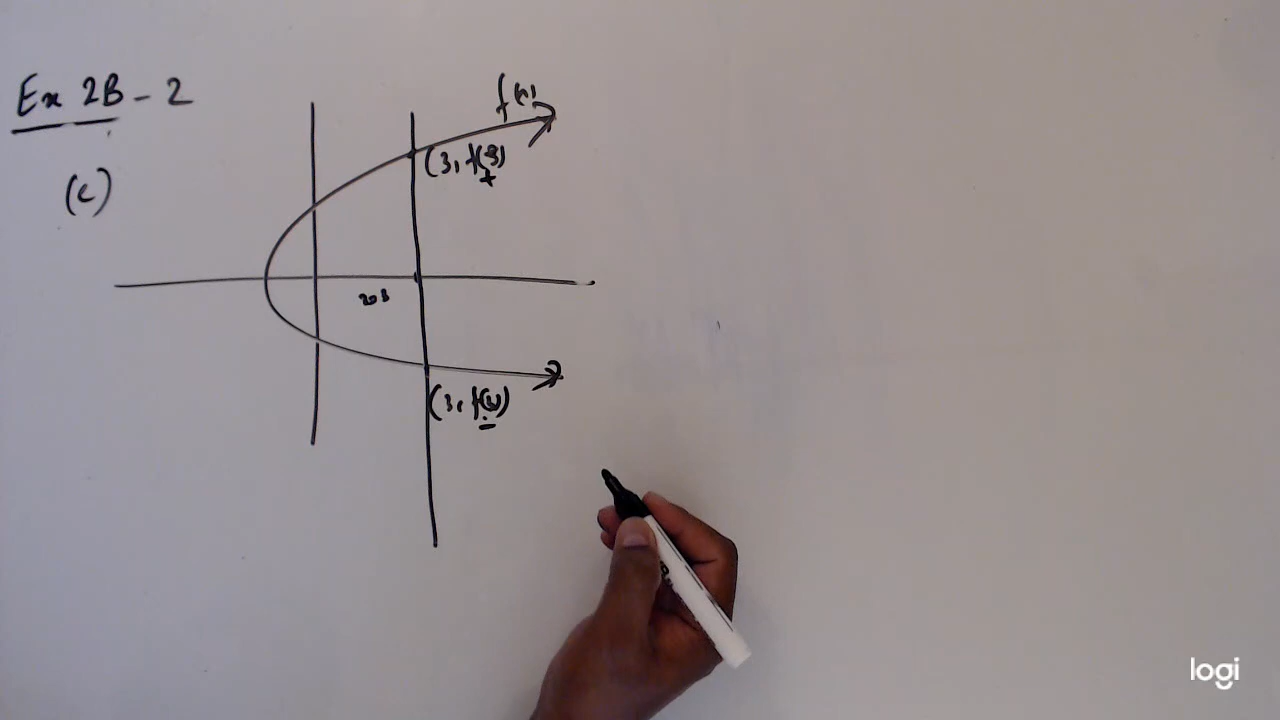 Ex 2B - 2
(c)
f(x)
(3, f(3)
+
(3, f(3))
-
logi